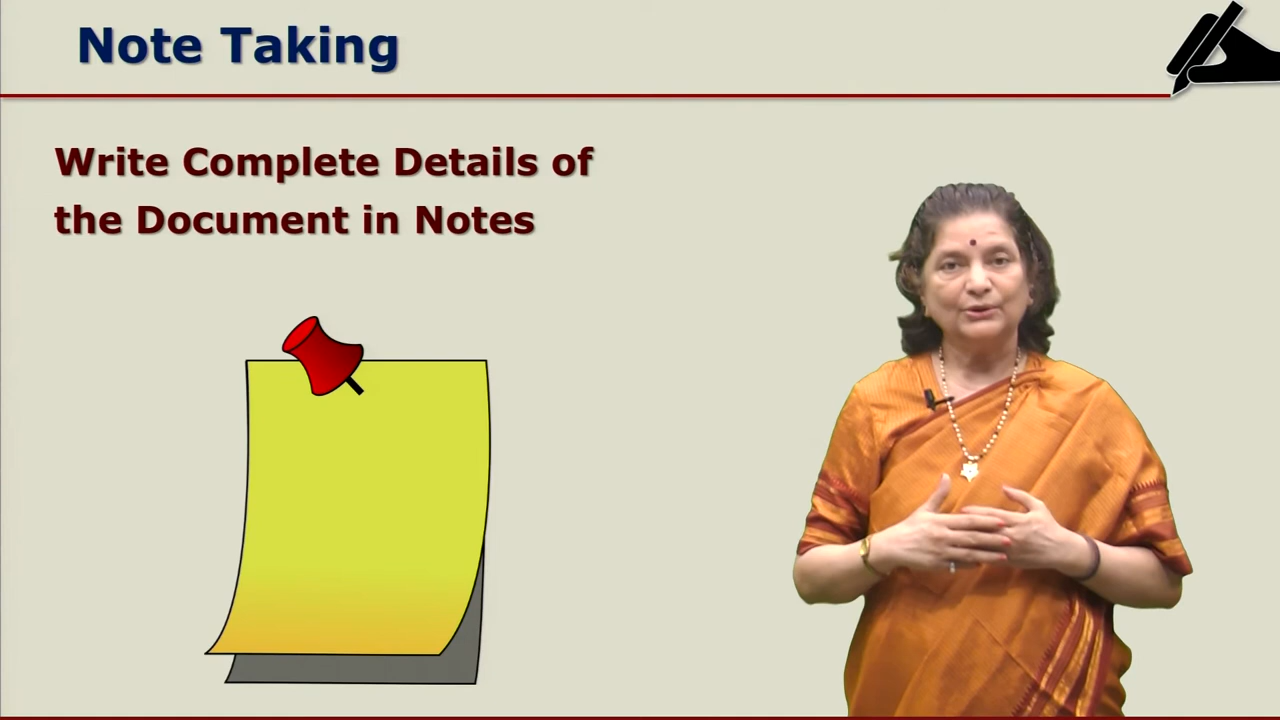 Note Taking
Write Complete Details of
the Document in Notes